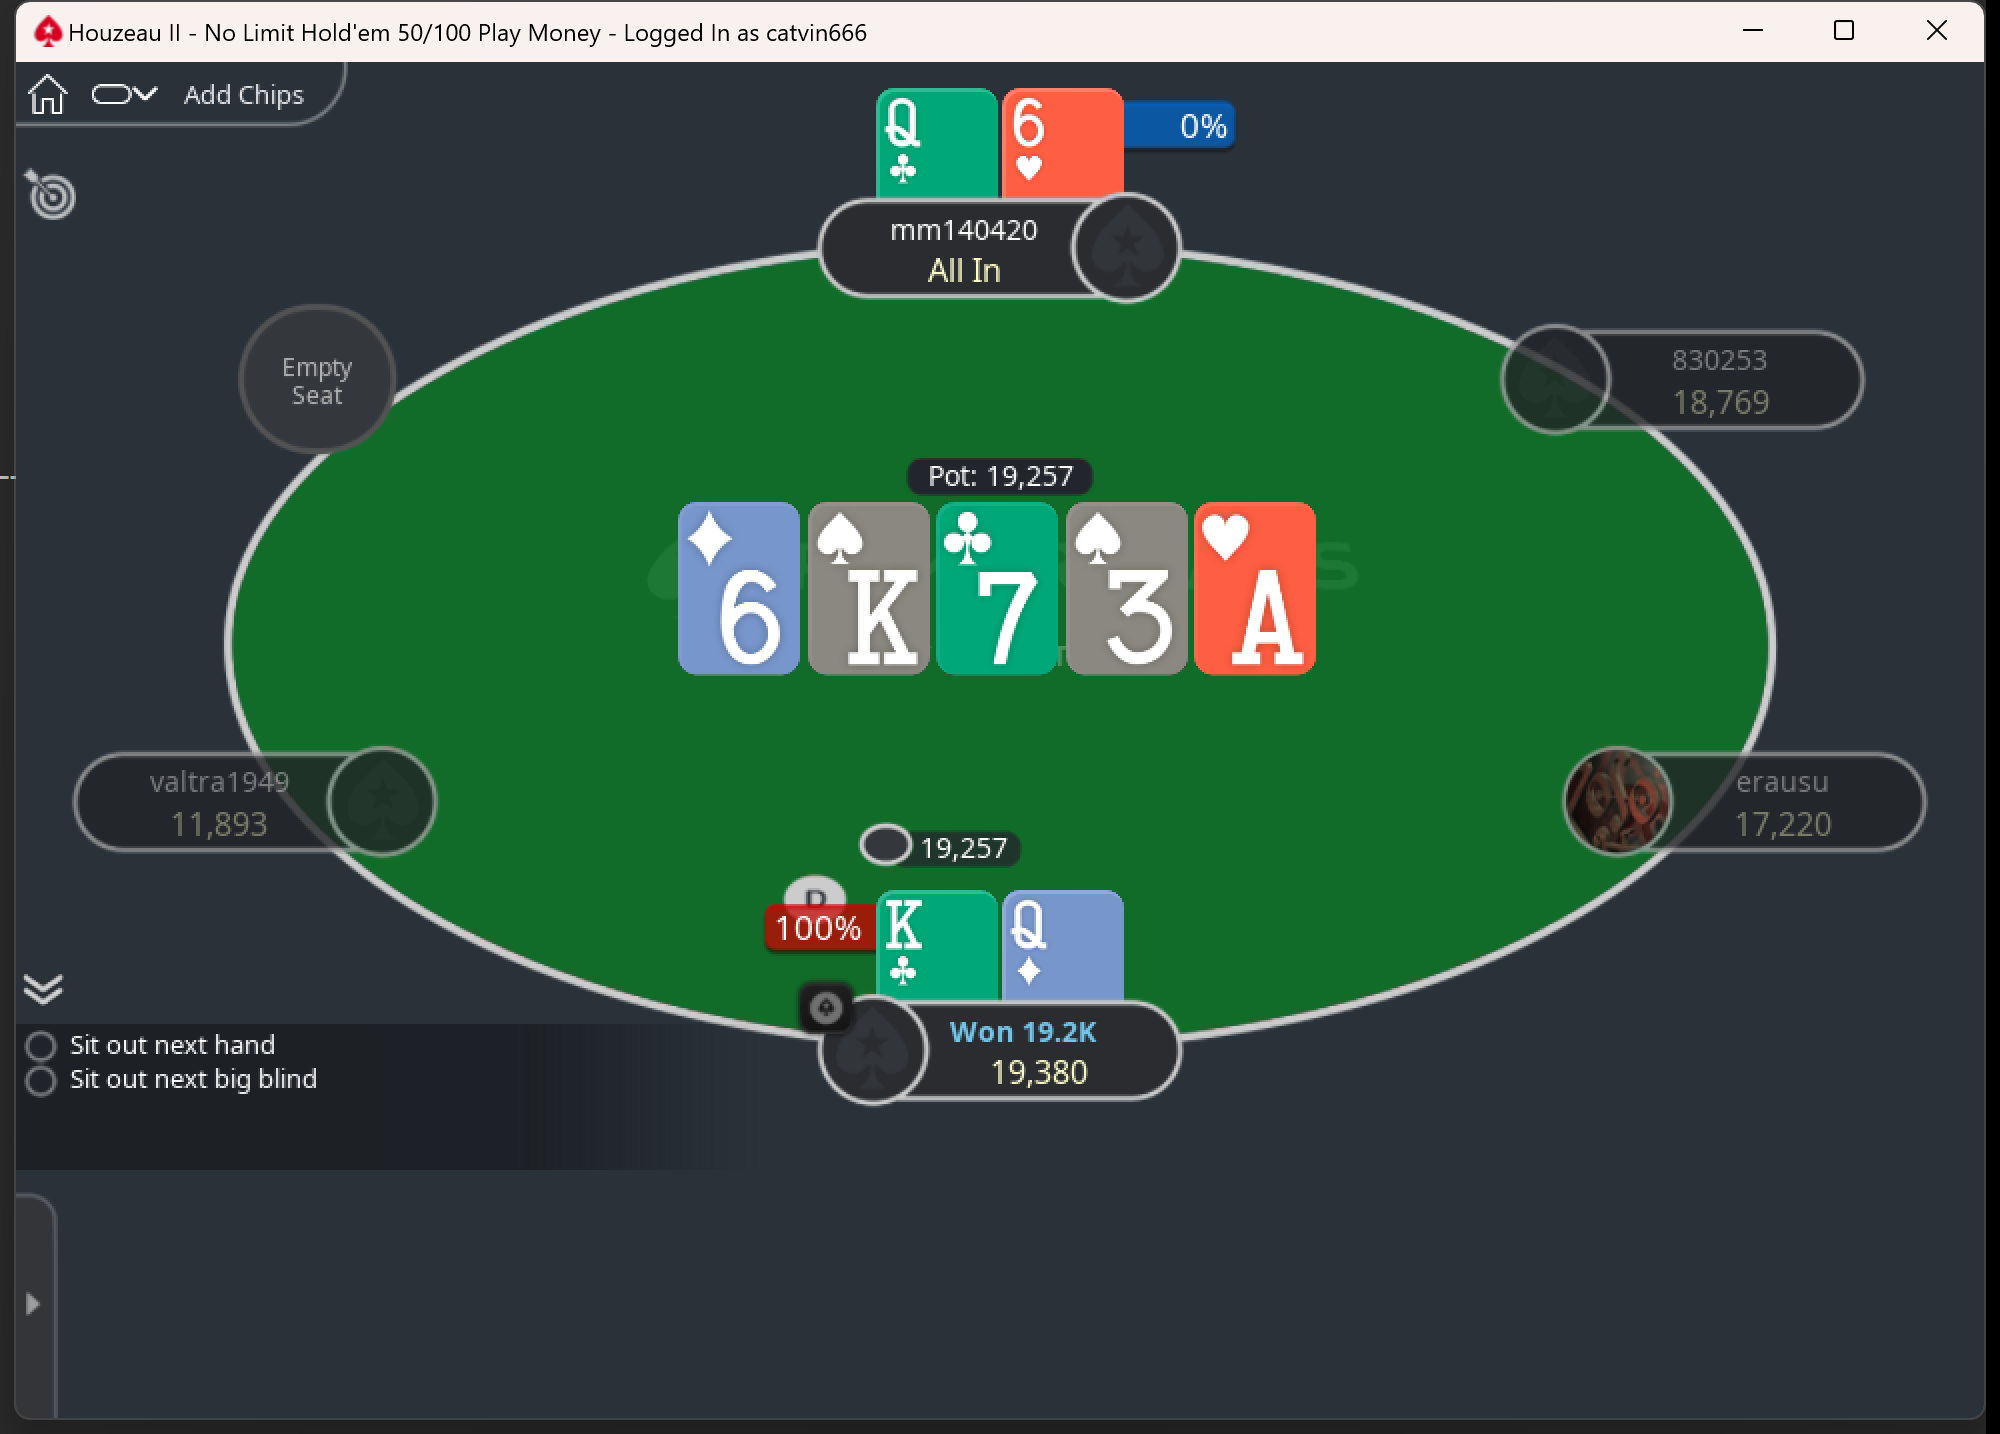 Houzeau II - No Limit Hold'em 50/100 Play Money - Logged In as catvin666
Add Chips
Q 6
0%
mm140420
All In
Empty
Seat
830253
18,769
Pot: 19,257
6 K 7 3 A
valtra1949
11,893
erausu
17,220
19,257
D
100%
K Q
Won 19.2K
19,380
Sit out next hand
Sit out next big blind